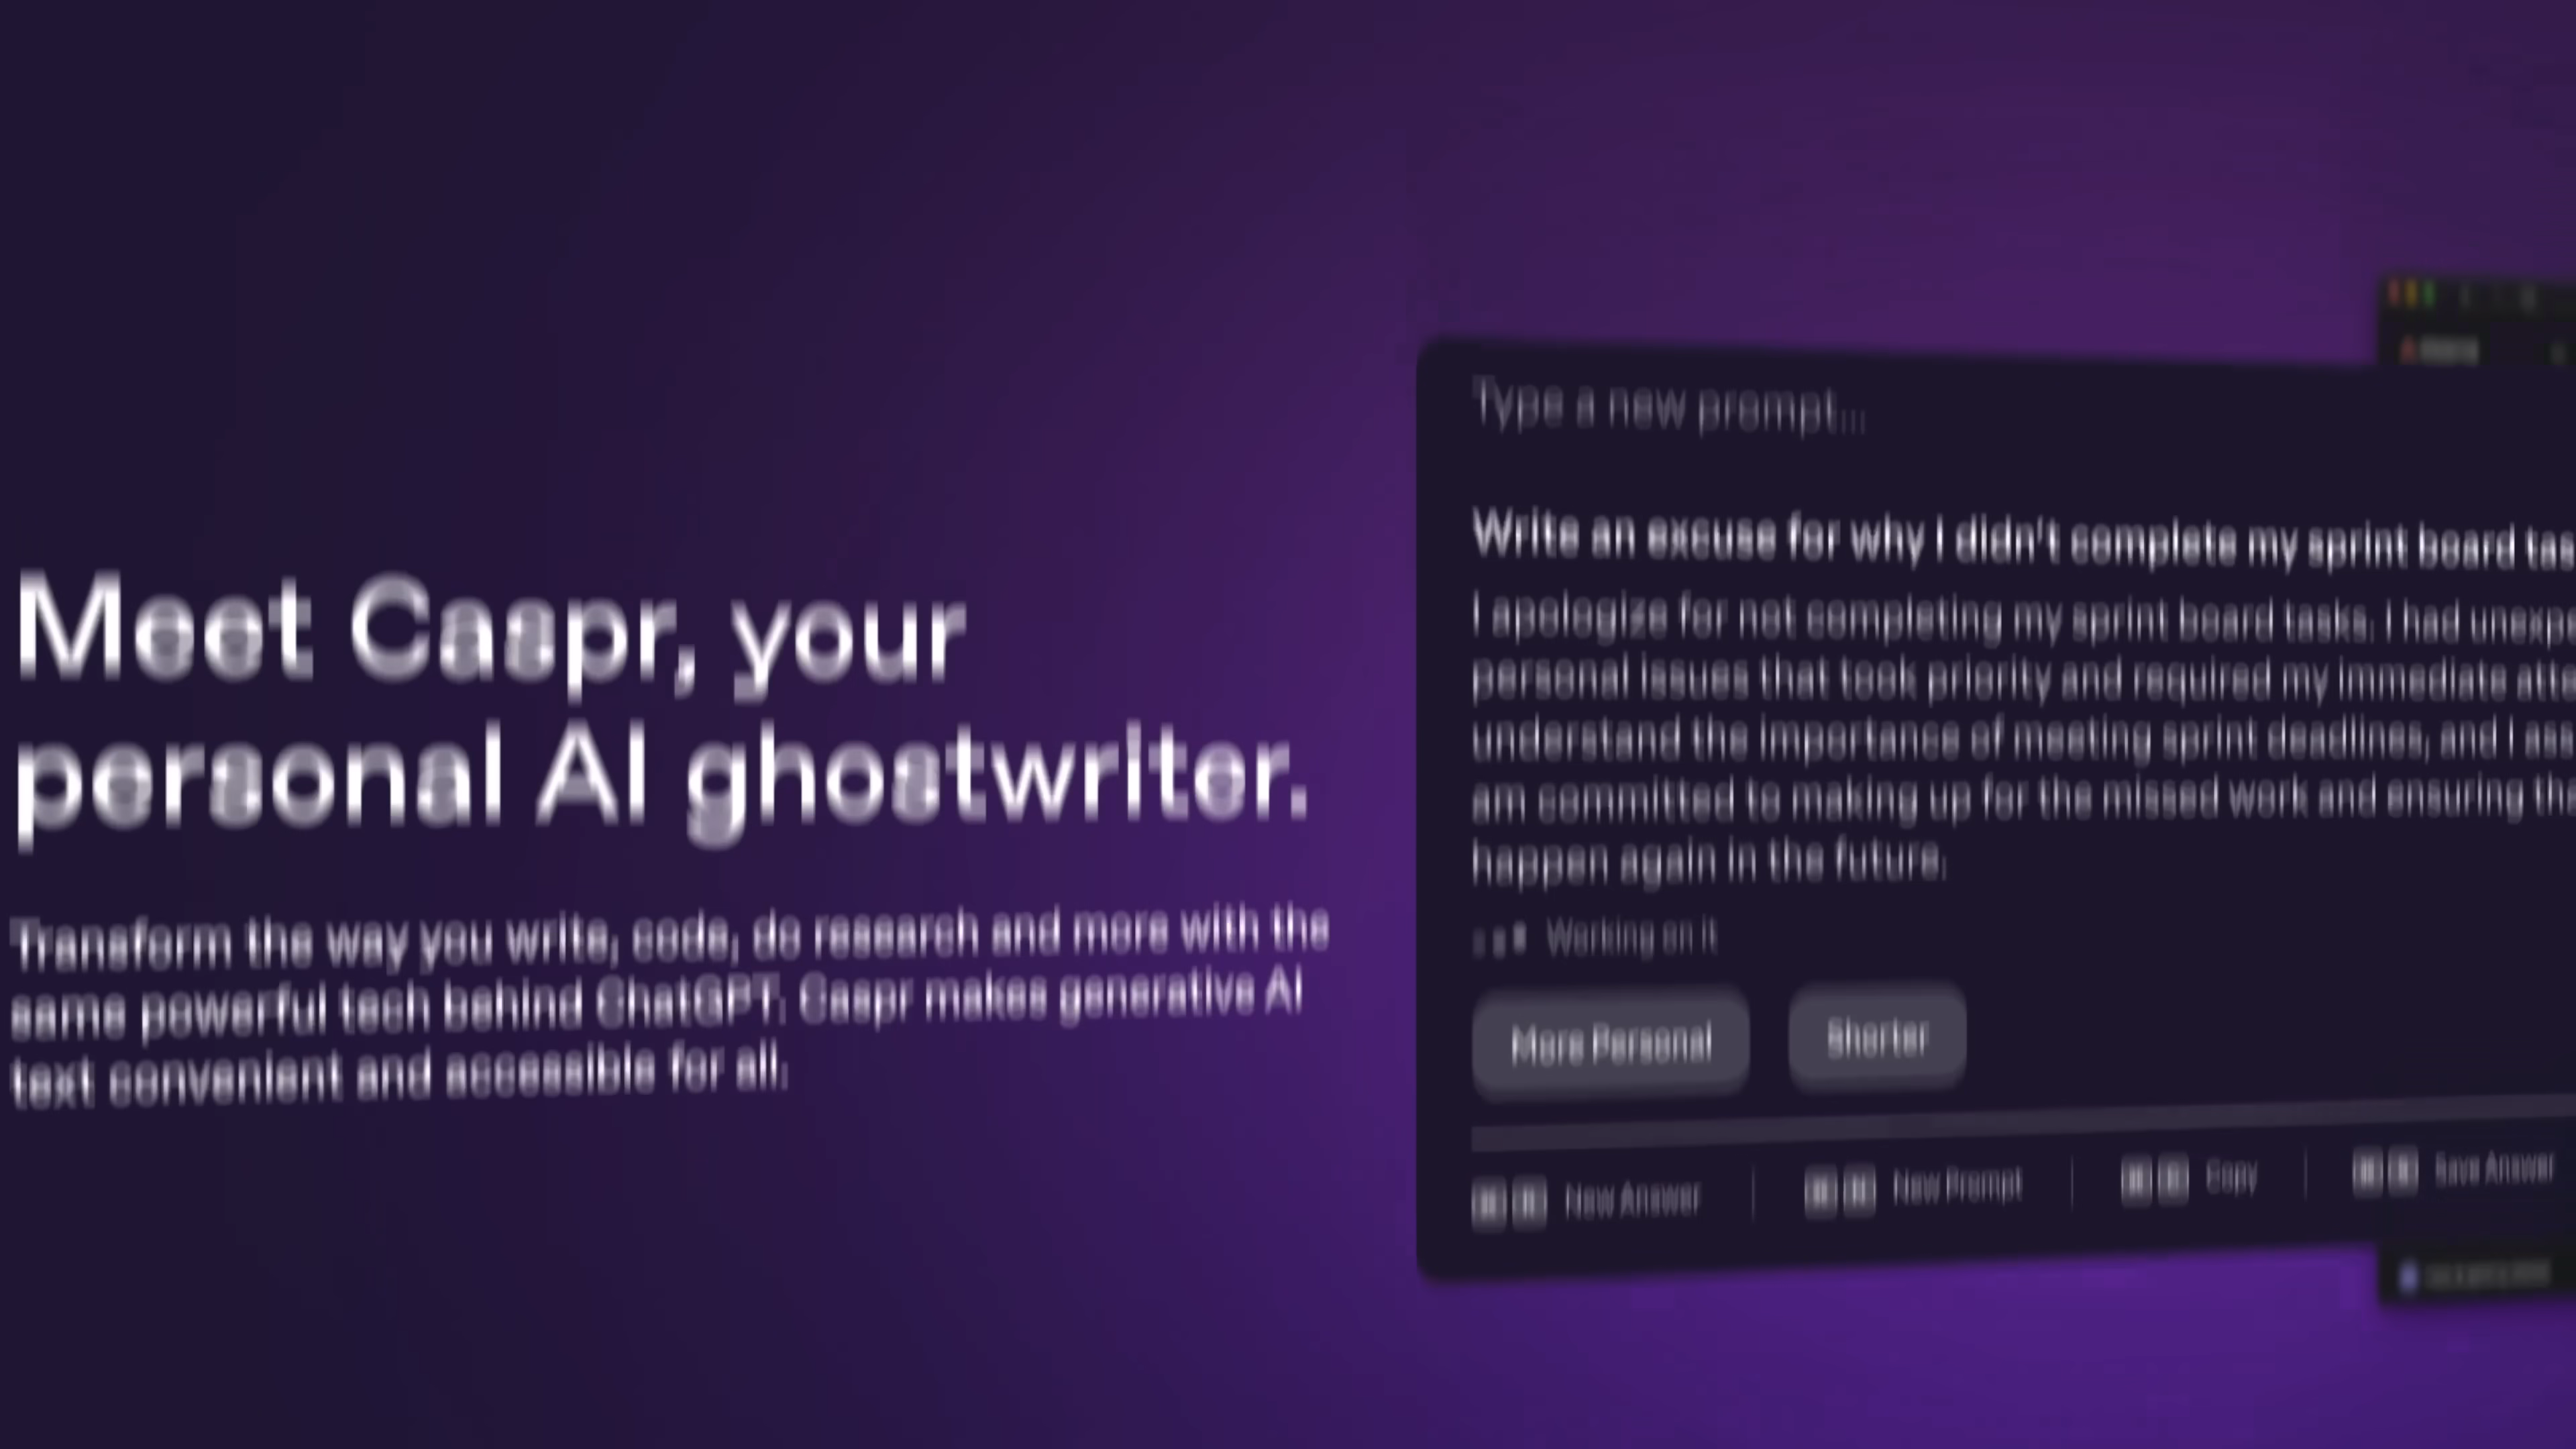 Meet Caspr, your
personal AI ghostwriter.
Transform the way you write, code, do research and more with the
same powerful tech behind ChatGPT. Caspr makes generative AI
text convenient and accessible for all.
Type a new prompt...
Write an excuse for why I didn't complete my sprint board tas
I apologize for not completing my sprint board tasks. I had unexpe
personal issues that took priority and required my immediate atte
understand the importance of meeting sprint deadlines, and I ass
am committed to making up for the missed work and ensuring the
happen again in the future.
Working on it
More Personal Shorter
New Answer New Prompt Copy Save Answer